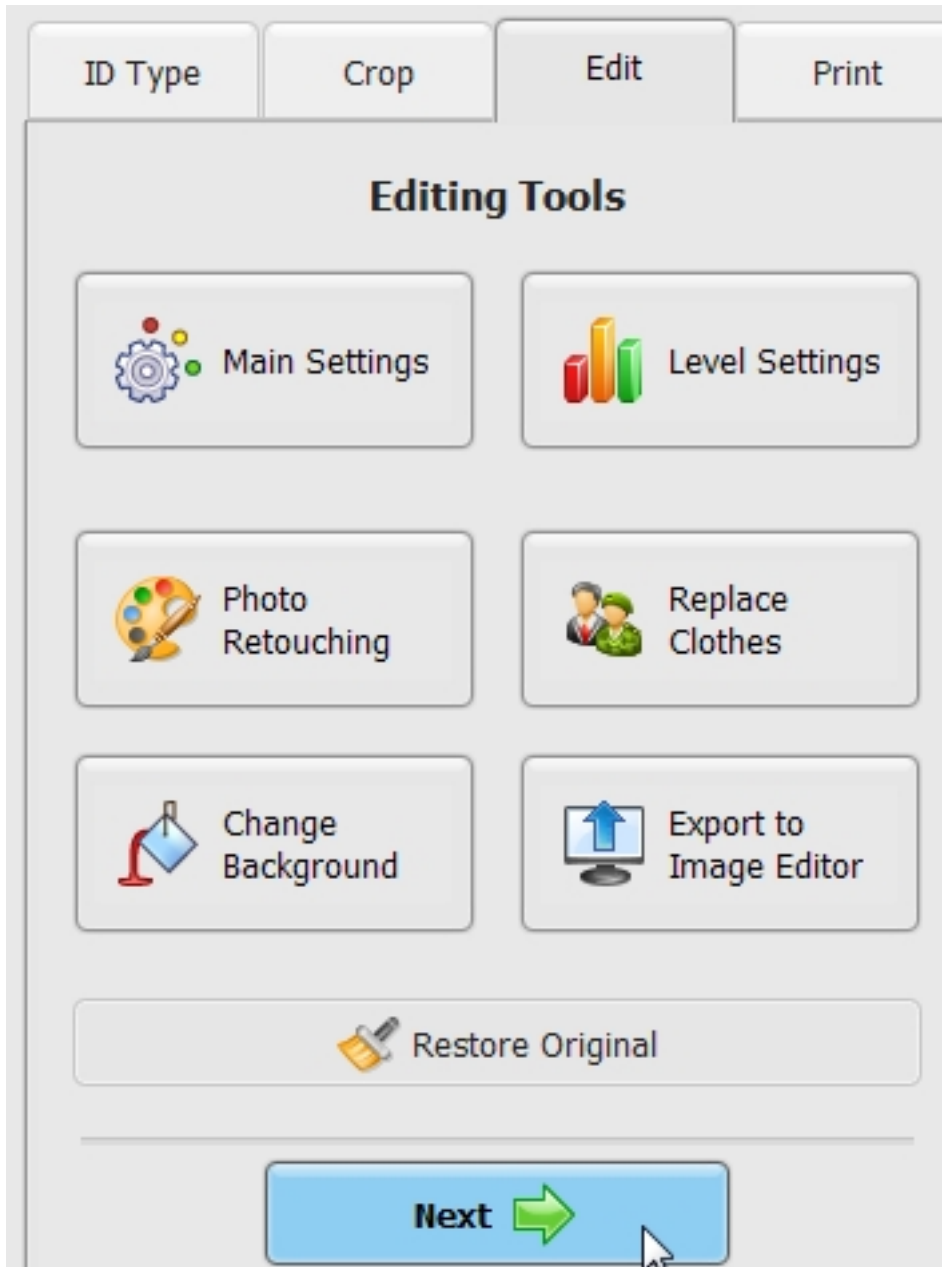 ID Type
Crop
Edit
Print
Editing Tools
Main Settings
Level Settings
Photo
Retouching
Replace
Clothes
Change
Background
Export to
Image Editor
Restore Original
Next